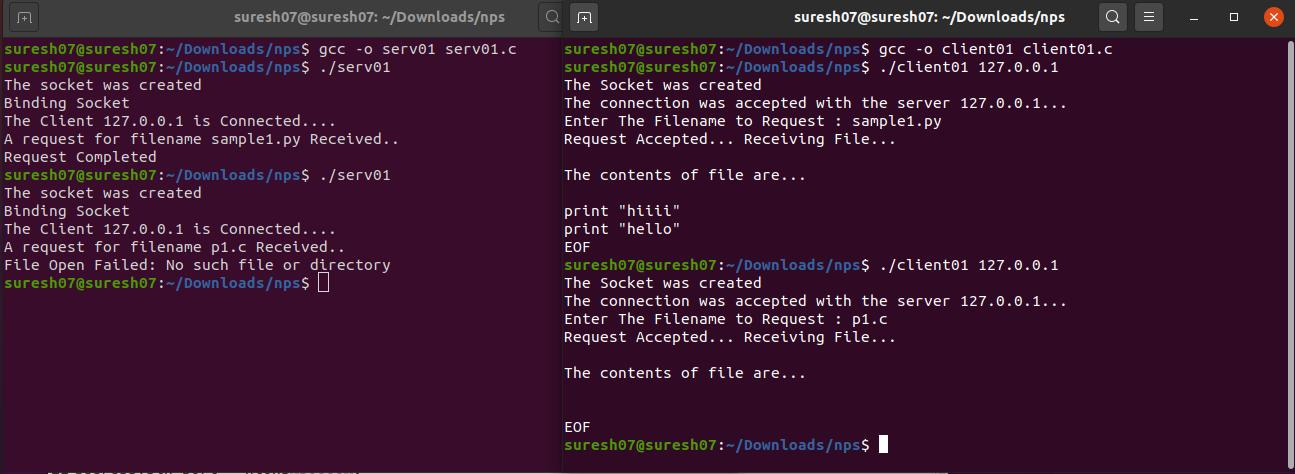 suresh07@suresh07: ~/Downloads/nps
suresh07@suresh07:~/Downloads/nps$ gcc -o serv01 serv01.c
suresh07@suresh07:~/Downloads/nps$ ./serv01
The socket was created
Binding Socket
The Client 127.0.0.1 is Connected....
A request for filename sample1.py Received..
Request Completed
suresh07@suresh07:~/Downloads/nps$ ./serv01
The socket was created
Binding Socket
The Client 127.0.0.1 is Connected....
A request for filename p1.c Received..
File Open Failed: No such file or directory
suresh07@suresh07:~/Downloads/nps$
suresh07@suresh07: ~/Downloads/nps
suresh07@suresh07:~/Downloads/nps$ gcc -o client01 client01.c
suresh07@suresh07:~/Downloads/nps$ ./client01 127.0.0.1
The Socket was created
The connection was accepted with the server 127.0.0.1...
Enter The Filename to Request : sample1.py
Request Accepted... Receiving File...
The contents of file are...
print "hiiii"
print "hello"
EOF
suresh07@suresh07:~/Downloads/nps$ ./client01 127.0.0.1
The Socket was created
The connection was accepted with the server 127.0.0.1...
Enter The Filename to Request : p1.c
Request Accepted... Receiving File...
The contents of file are...
EOF
suresh07@suresh07:~/Downloads/nps$